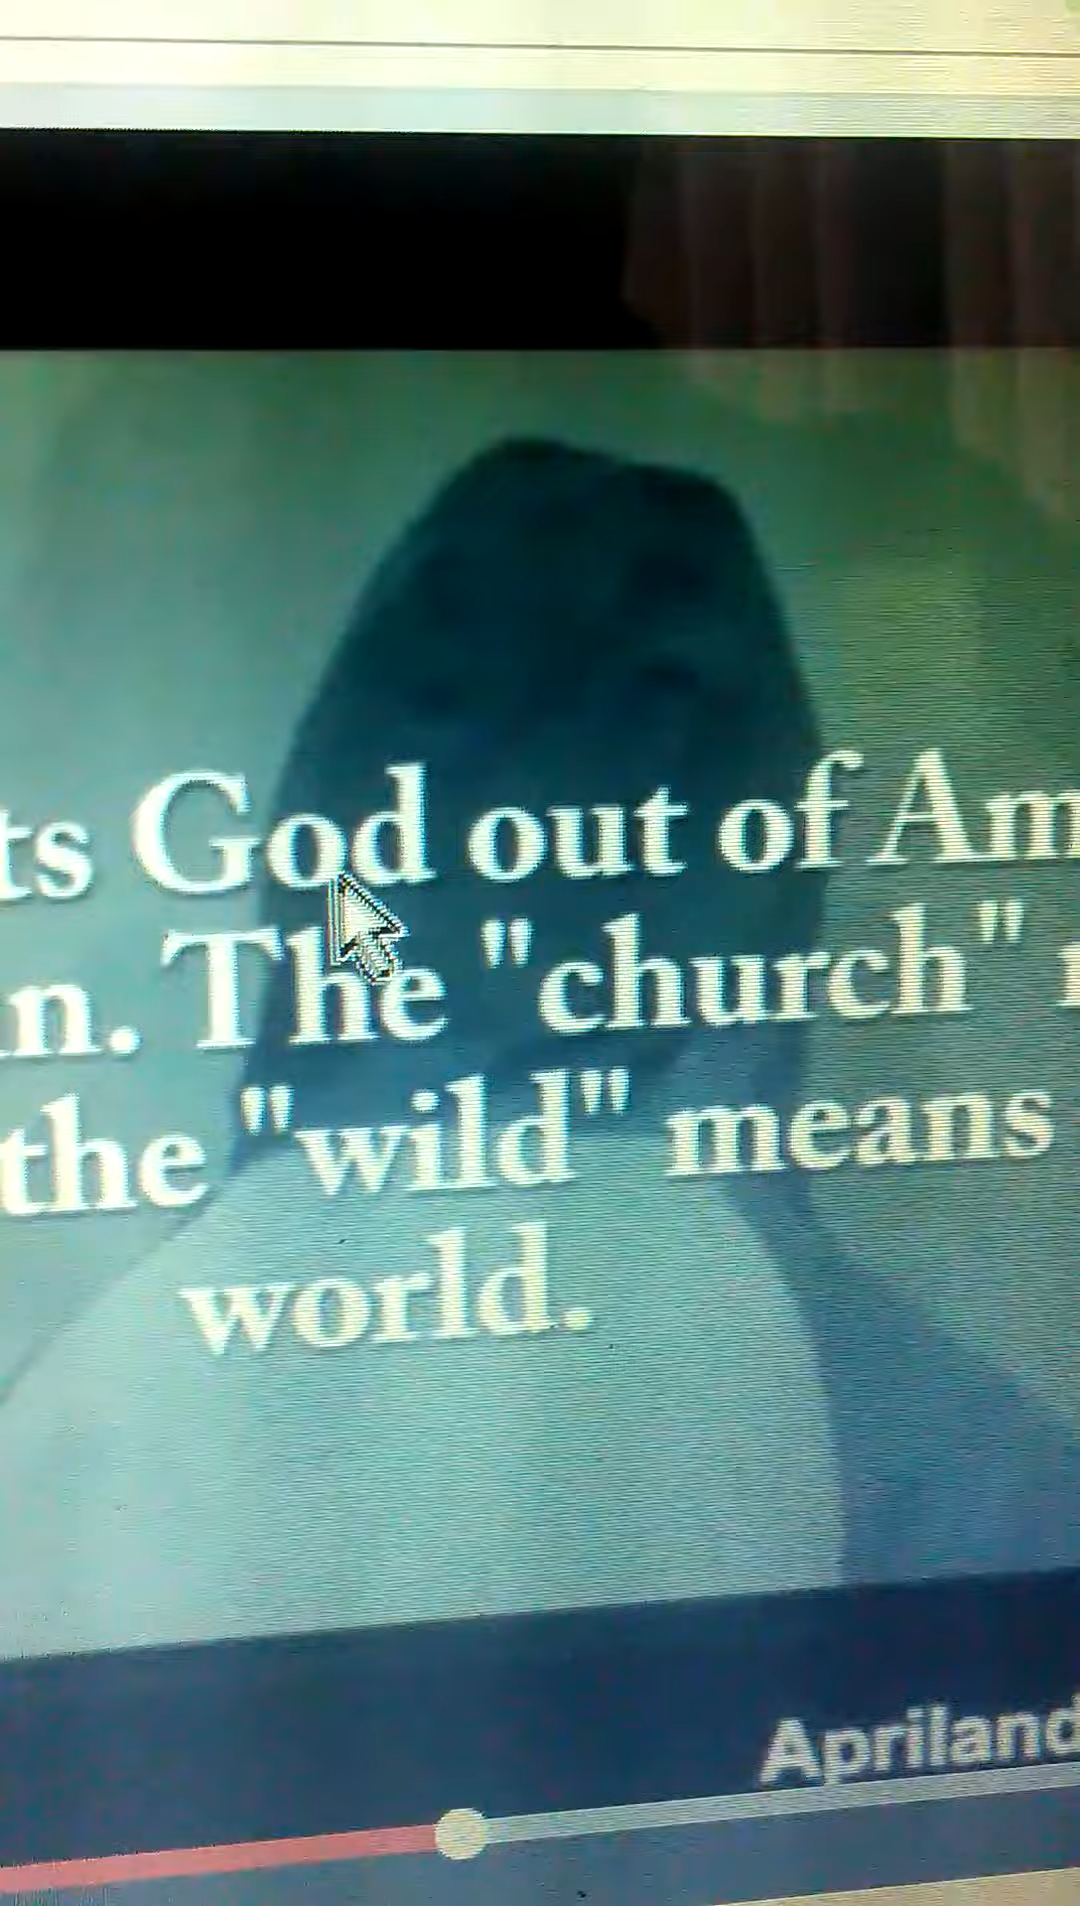 ts God out of Am
n. The "church"
the "wild" means
world.
Apriland